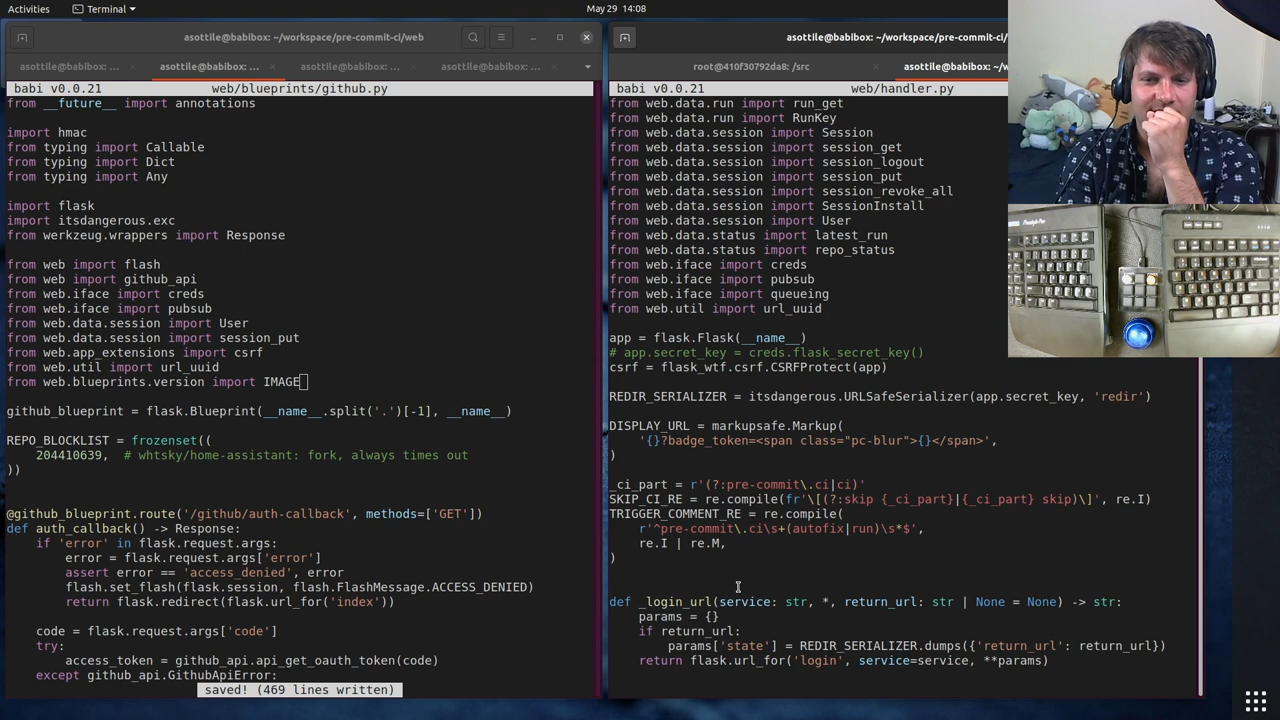 Activities
Terminal
May 29 14:08
asottile@babibox: ~/workspace/pre-commit-ci/web
asottile@babibox: ~/workspace/pre-commit-ci/
asottile@babibox: ...
asottile@babibox: ...
asottile@babibox: ...
asottile@babibox: ...
root@410f30792da8: /src
asottile@babibox: ~/w
babi v0.0.21 web/blueprints/github.py
from __future__ import annotations
import hmac
from typing import Callable
from typing import Dict
from typing import Any
import flask
import itsdangerous.exc
from werkzeug.wrappers import Response
from web import flash
from web import github_api
from web.iface import creds
from web.iface import pubsub
from web.data.session import User
from web.data.session import session_put
from web.app_extensions import csrf
from web.util import url_uuid
from web.blueprints.version import IMAGE
github_blueprint = flask.Blueprint(__name__.split('.')[-1], __name__)
REPO_BLOCKLIST = frozenset((
204410639, # whtsky/home-assistant: fork, always times out
))
@github_blueprint.route('/github/auth-callback', methods=['GET'])
def auth_callback() -> Response:
if 'error' in flask.request.args:
error = flask.request.args['error']
assert error == 'access_denied', error
flash.set_flash(flask.session, flash.FlashMessage.ACCESS_DENIED)
return flask.redirect(flask.url_for('index'))
code = flask.request.args['code']
try:
access_token = github_api.api_get_oauth_token(code)
except github_api.GithubApiError:
saved! (469 lines written)
babi v0.0.21 web/handler.py
from web.data.run import run_get
from web.data.run import RunKey
from web.data.session import Session
from web.data.session import session_get
from web.data.session import session_logout
from web.data.session import session_put
from web.data.session import session_revoke_all
from web.data.session import SessionInstall
from web.data.session import User
from web.data.status import latest_run
from web.data.status import repo_status
from web.iface import creds
from web.iface import pubsub
from web.iface import queueing
from web.util import url_uuid
app = flask.Flask(__name__)
# app.secret_key = creds.flask_secret_key()
csrf = flask_wtf.csrf.CSRFProtect(app)
REDIR_SERIALIZER = itsdangerous.URLSafeSerializer(app.secret_key, 'redir')
DISPLAY_URL = markupsafe.Markup(
'{}?badge_token=<span class="pc-blur">{}</span>',
)
_ci_part = r'(?:pre-commit\.ci|ci)'
SKIP_CI_RE = re.compile(fr'\[(?:skip {_ci_part}|{_ci_part} skip)\]', re.I)
TRIGGER_COMMENT_RE = re.compile(
r'^pre-commit\.ci\s+(autofix|run)\s*$',
re.I | re.M,
)
def _login_url(service: str, *, return_url: str | None = None) -> str:
params = {}
if return_url:
params['state'] = REDIR_SERIALIZER.dumps({'return_url': return_url})
return flask.url_for('login', service=service, **params)